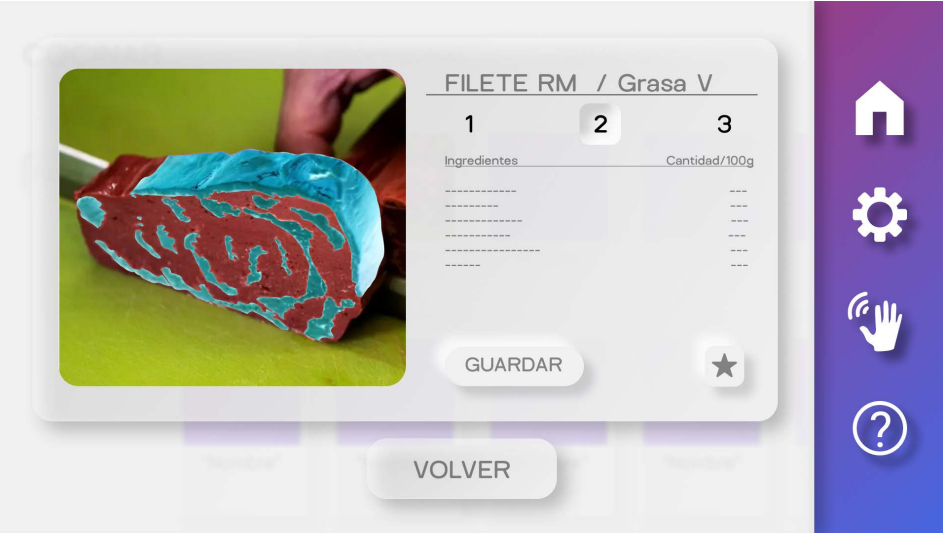 FILETE RM / Grasa V
1 2 3
Ingredientes Cantidad/100g
------------ ---
--------- ---
------------- ---
----------- ---
---------------- ---
------ ---
GUARDAR
VOLVER